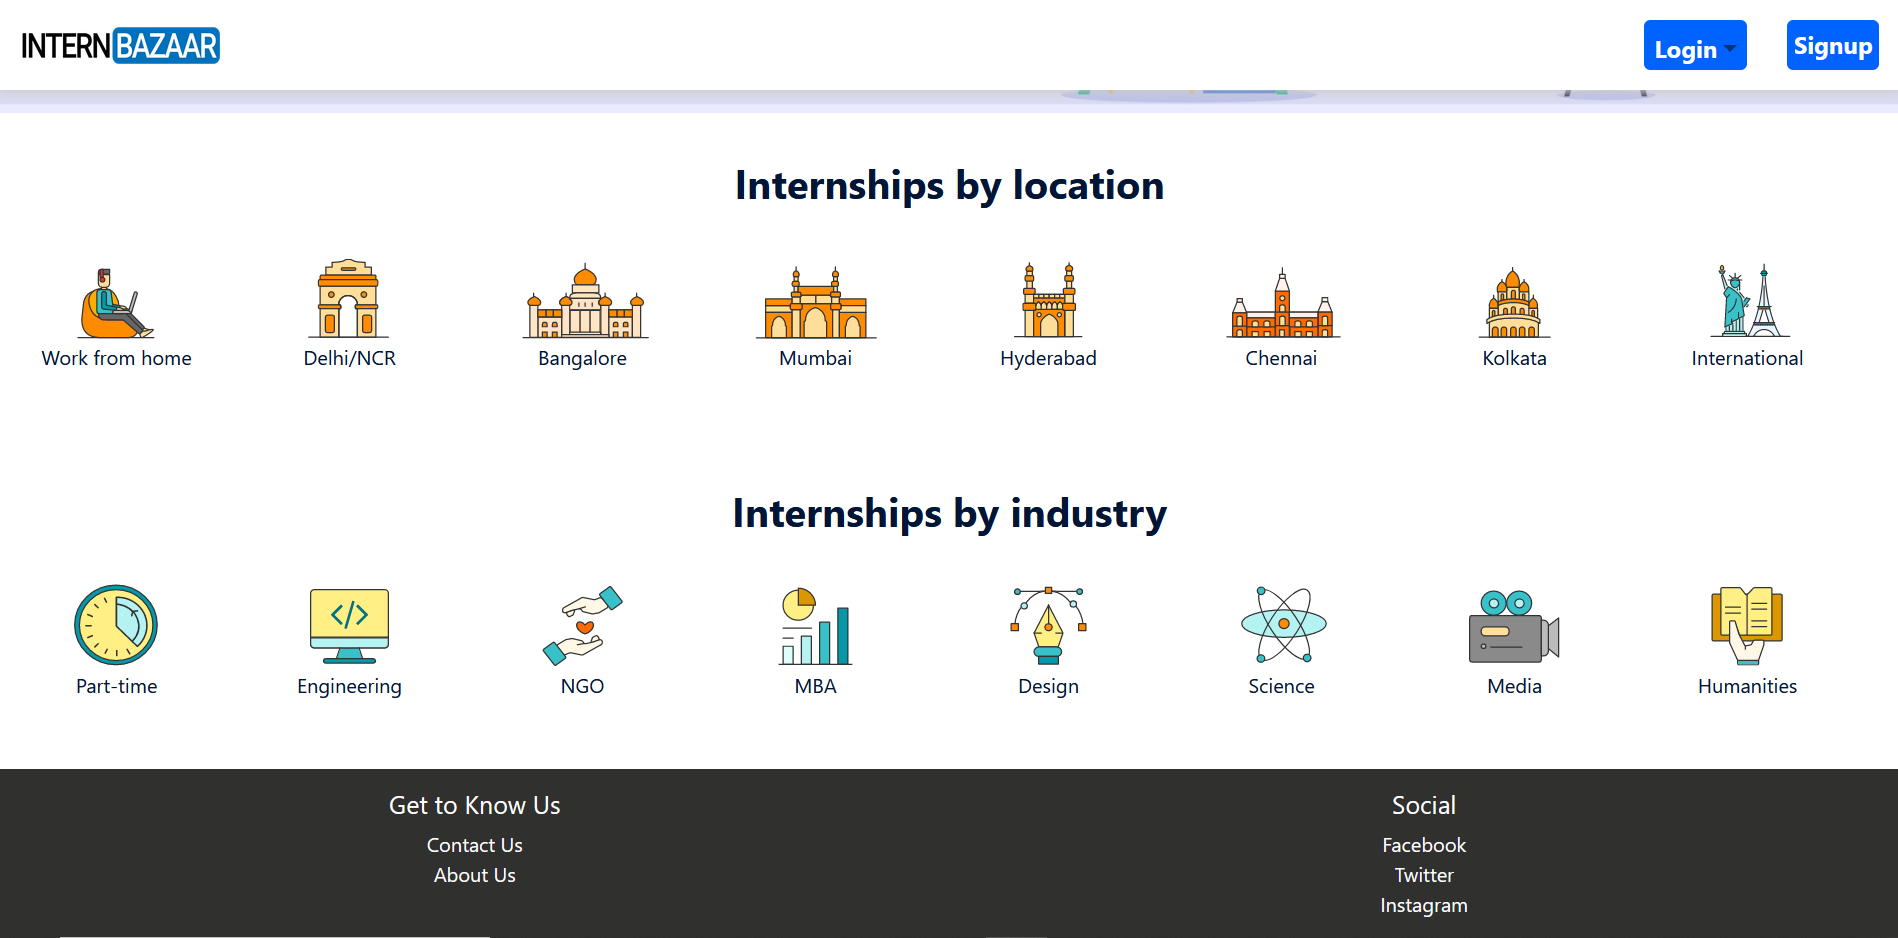 INTERNBAZAAR
Login
Signup
Internships by location
Work from home
Delhi/NCR
Bangalore
Mumbai
Hyderabad
Chennai
Kolkata
International
Internships by industry
</>
Part-time
Engineering
NGO
MBA
Design
Science
Media
Humanities
Get to Know Us
Contact Us
About Us
Social
Facebook
Twitter
Instagram